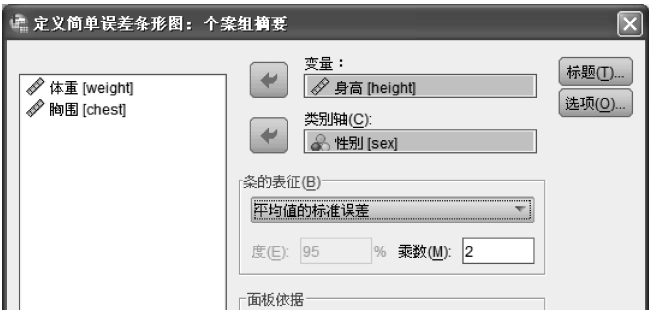 定义简单误差条形图：个案组摘要
体重 [weight]
胸围 [chest]
变量：
身高 [height]
类别轴(C):
性别 [sex]
标题(T)...
选项(O)...
条的表征(B)
平均值的标准误差
度(E): 95 % 乘数(M): 2
面板依据